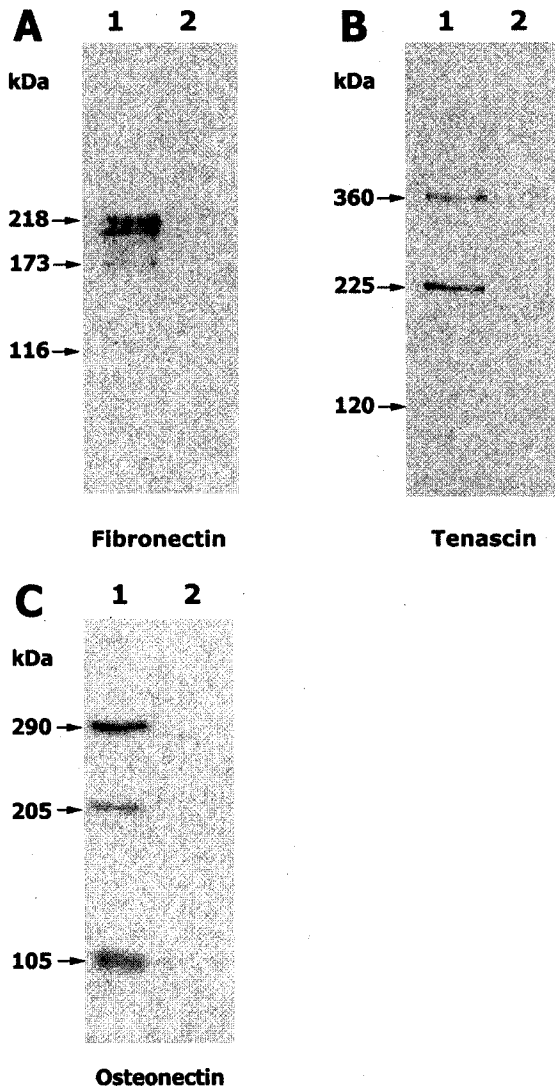 A 1 2
kDa
218
173
116
Fibronectin
B 1 2
kDa
360
225
120
Tenascin
C 1 2
kDa
290
205
105
Osteonectin